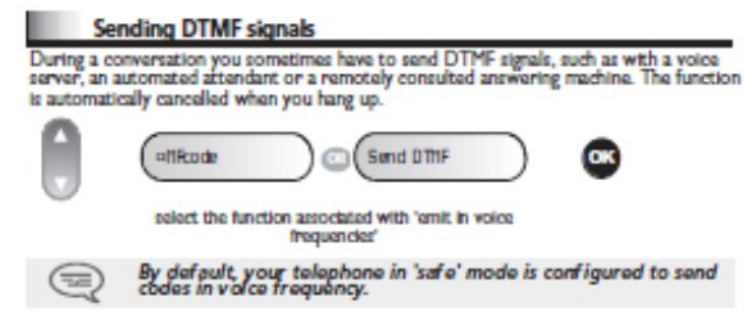 Sending DTMF signals
During a conversation you sometimes have to send DTMF signals, such as with a voice
server, an automated attendant or a remotely consulted answering machine. The function
is automatically cancelled when you hang up.
¤MFcode OR Send DTMF OK
select the function associated with 'emit in voice
frequencies'
By default, your telephone in 'safe' mode is configured to send
codes in voice frequency.